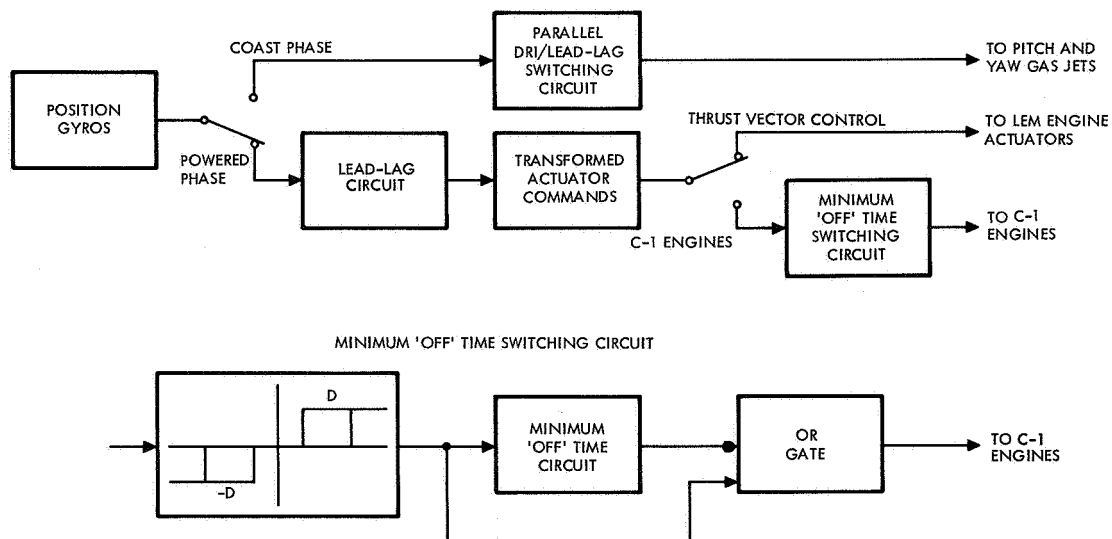 COAST PHASE
PARALLEL
DRI/LEAD-LAG
SWITCHING
CIRCUIT
TO PITCH AND
YAW GAS JETS
POSITION
GYROS
POWERED
PHASE
LEAD-LAG
CIRCUIT
TRANSFORMED
ACTUATOR
COMMANDS
THRUST VECTOR CONTROL
TO LEM ENGINE
ACTUATORS
C-1 ENGINES
MINIMUM
'OFF' TIME
SWITCHING
CIRCUIT
TO C-1
ENGINES
MINIMUM 'OFF' TIME SWITCHING CIRCUIT
D
-D
MINIMUM
'OFF' TIME
CIRCUIT
OR
GATE
TO C-1
ENGINES